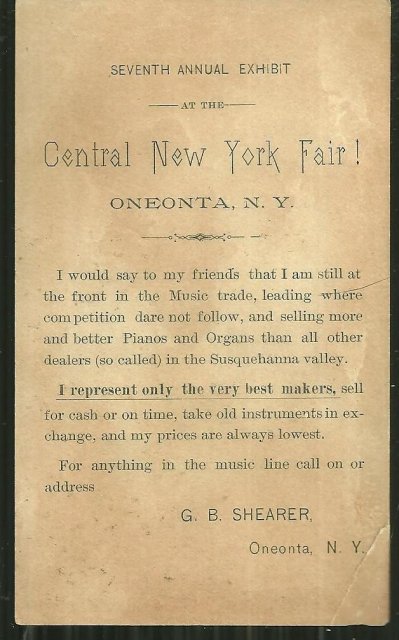 SEVENTH ANNUAL EXHIBIT
AT THE
Central New York Fair!
ONEONTA, N. Y.
I would say to my friends that I am still at
the front in the Music trade, leading where
competition dare not follow, and selling more
and better Pianos and Organs than all other
dealers (so called) in the Susquehanna valley.
I represent only the very best makers, sell
for cash or on time, take old instruments in ex-
change, and my prices are always lowest.
For anything in the music line call on or
address
G. B. SHEARER,
Oneonta, N. Y.